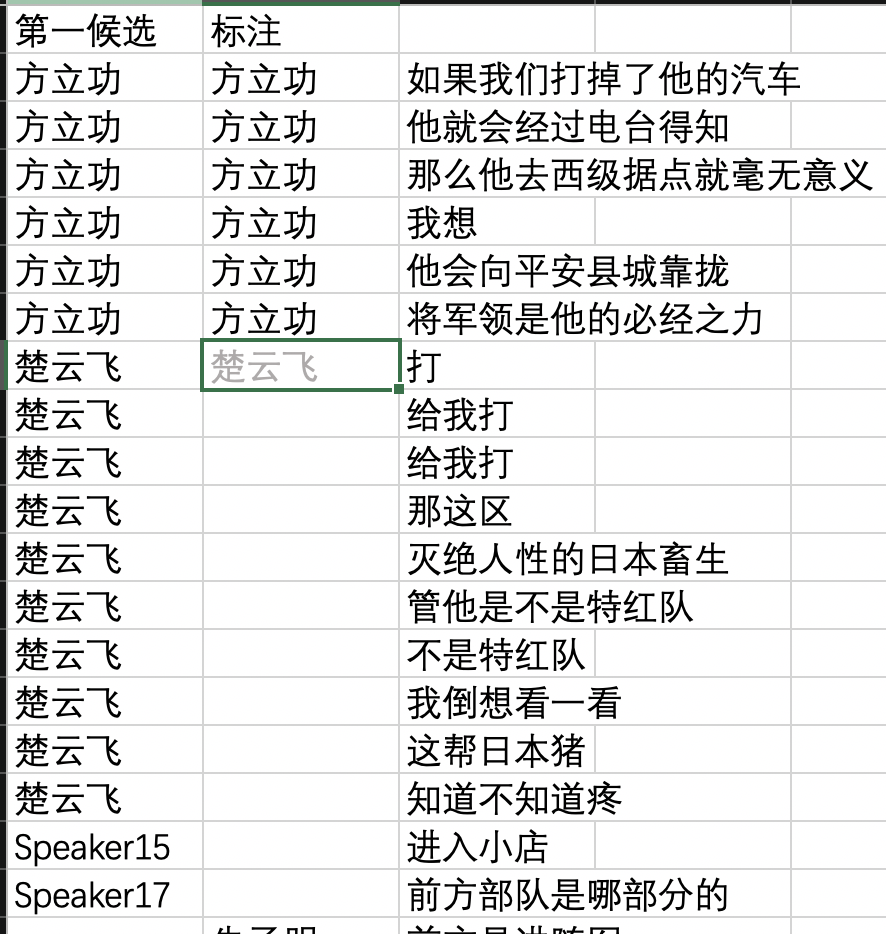 第一候选 标注
方立功 方立功 如果我们打掉了他的汽车
方立功 方立功 他就会经过电台得知
方立功 方立功 那么他去西级据点就毫无意义
方立功 方立功 我想
方立功 方立功 他会向平安县城靠拢
方立功 方立功 将军领是他的必经之力
楚云飞 楚云飞 打
楚云飞 给我打
楚云飞 给我打
楚云飞 那这区
楚云飞 灭绝人性的日本畜生
楚云飞 管他是不是特红队
楚云飞 不是特红队
楚云飞 我倒想看一看
楚云飞 这帮日本猪
楚云飞 知道不知道疼
Speaker15 进入小店
Speaker17 前方部队是哪部分的